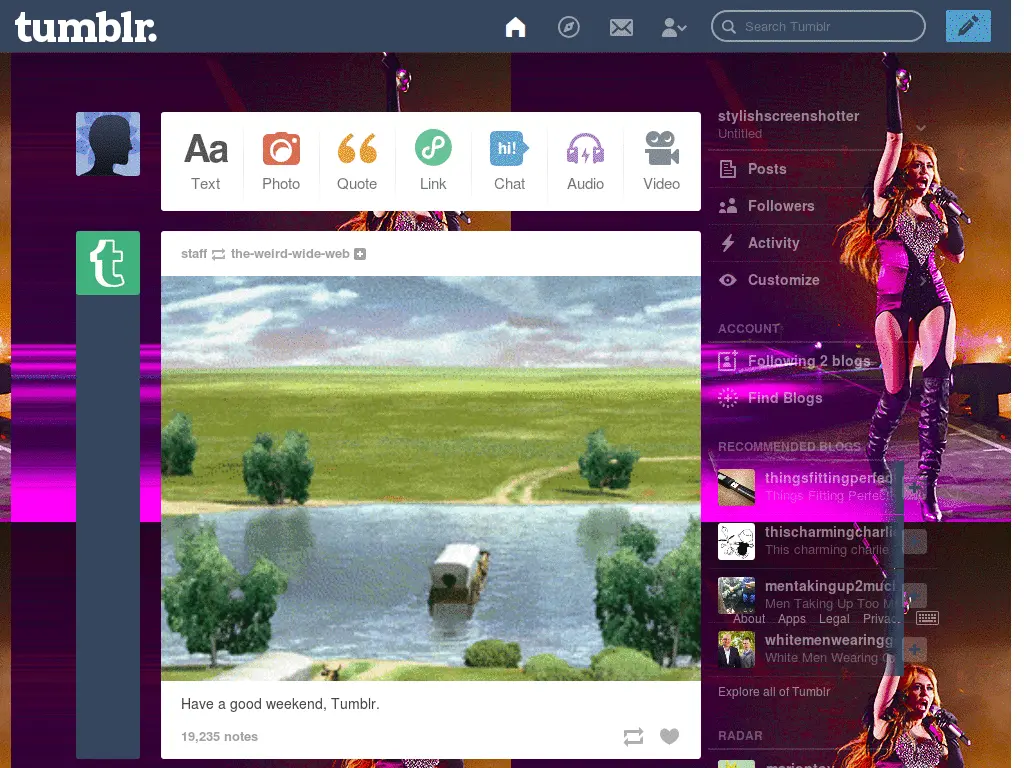 tumblr.
Search Tumblr
Aa
hi!
Text
Photo
Quote
Link
Chat
Audio
Video
staff the-weird-wide-web
Have a good weekend, Tumblr.
19,235 notes
stylishscreenshotter
Untitled
Posts
Followers
Activity
Customize
ACCOUNT
Following 2 blogs
Find Blogs
RECOMMENDED BLOGS
thingsfittingperfec
Things Fitting Perfect
thischarmingcharlie
This charming charlie
mentakingup2muc
Men Taking Up Too M
About Apps Legal Privac
whitemenwearingg
White Men Wearing
Explore all of Tumblr
RADAR